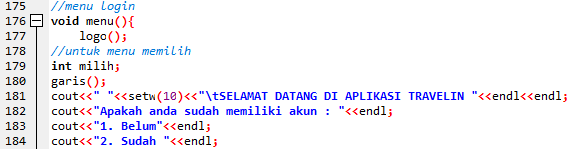 175 //menu login
176 void menu(){
177 logo();
178 //untuk menu memilih
179 int milih;
180 garis();
181 cout<<" "<<setw(10)<<"\tSELAMAT DATANG DI APLIKASI TRAVELIN "<<endl<<endl;
182 cout<<"Apakah anda sudah memiliki akun : "<<endl;
183 cout<<"1. Belum"<<endl;
184 cout<<"2. Sudah "<<endl;